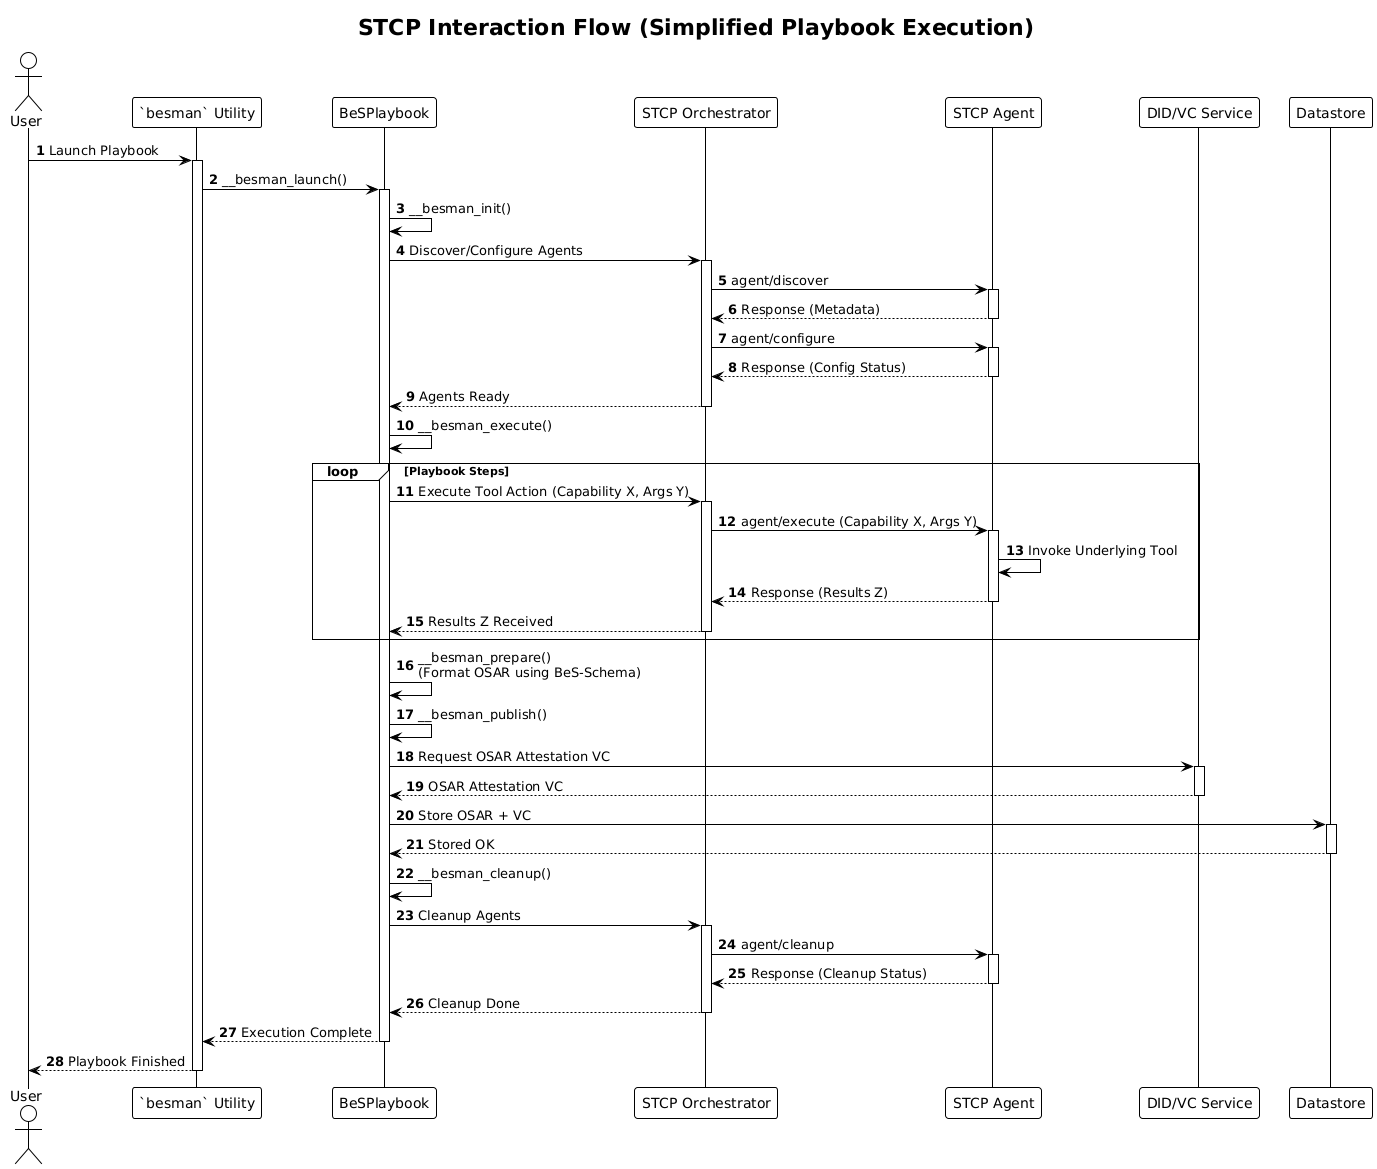 STCP Interaction Flow (Simplified Playbook Execution)
User
`besman` Utility
BeSPlaybook
STCP Orchestrator
STCP Agent
DID/VC Service
Datastore
1 Launch Playbook
2 __besman_launch()
3 __besman_init()
4 Discover/Configure Agents
5 agent/discover
6 Response (Metadata)
7 agent/configure
8 Response (Config Status)
9 Agents Ready
10 __besman_execute()
loop
[Playbook Steps]
11 Execute Tool Action (Capability X, Args Y)
12 agent/execute (Capability X, Args Y)
13 Invoke Underlying Tool
14 Response (Results Z)
15 Results Z Received
16 __besman_prepare()
(Format OSAR using BeS-Schema)
17 __besman_publish()
18 Request OSAR Attestation VC
19 OSAR Attestation VC
20 Store OSAR + VC
21 Stored OK
22 __besman_cleanup()
23 Cleanup Agents
24 agent/cleanup
25 Response (Cleanup Status)
26 Cleanup Done
27 Execution Complete
28 Playbook Finished
User
`besman` Utility
BeSPlaybook
STCP Orchestrator
STCP Agent
DID/VC Service
Datastore